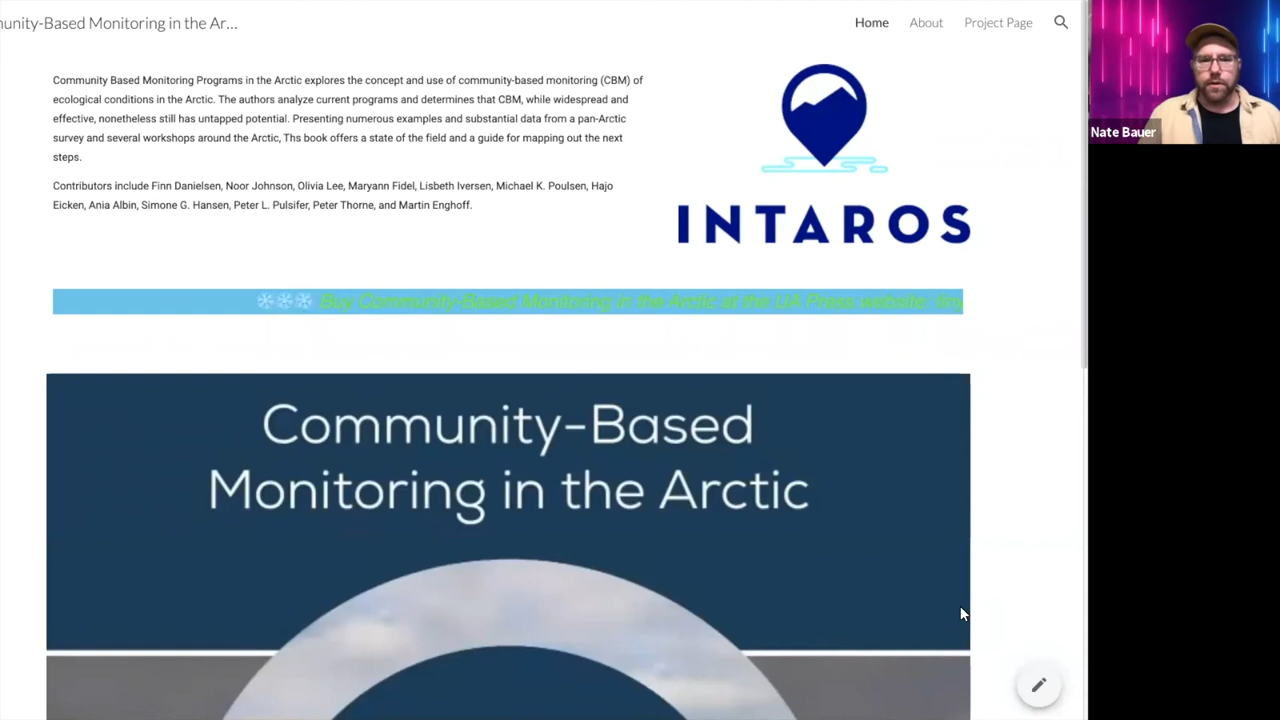 nunity-Based Monitoring in the Ar...
Home About Project Page
Community Based Monitoring Programs in the Arctic explores the concept and use of community-based monitoring (CBM) of
ecological conditions in the Arctic. The authors analyze current programs and determines that CBM, while widespread and
effective, nonetheless still has untapped potential. Presenting numerous examples and substantial data from a pan-Arctic
survey and several workshops around the Arctic, Ths book offers a state of the field and a guide for mapping out the next
steps.
Contributors include Finn Danielsen, Noor Johnson, Olivia Lee, Maryann Fidel, Lisbeth Iversen, Michael K. Poulsen, Hajo
Eicken, Ania Albin, Simone G. Hansen, Peter L. Pulsifer, Peter Thorne, and Martin Enghoff.
INTAROS
Buy Community-Based Monitoring in the Arctic at the UA Press website:
Community-Based
Monitoring in the Arctic
Nate Bauer